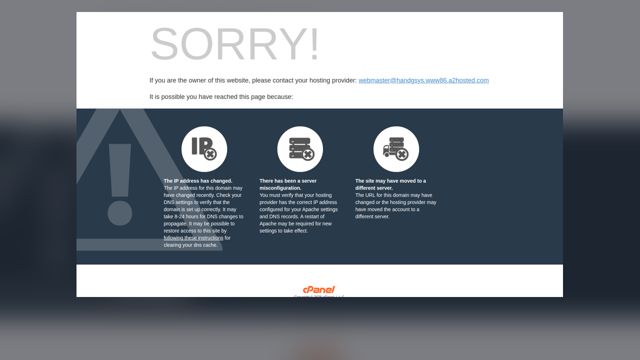 SORRY!
If you are the owner of this website, please contact your hosting provider: webmaster@handgsys.www86.a2hosted.com
It is possible you have reached this page because:
IP
The IP address has changed.
The IP address for this domain may
have changed recently. Check your
DNS settings to verify that the
domain is set up correctly. It may
take 8-24 hours for DNS changes to
propagate. It may be possible to
restore access to this site by
following these instructions for
clearing your dns cache.
There has been a server
misconfiguration.
You must verify that your hosting
provider has the correct IP address
configured for your Apache settings
and DNS records. A restart of
Apache may be required for new
settings to take effect.
The site may have moved to a
different server.
The URL for this domain may have
changed or the hosting provider may
have moved the account to a
different server.
cPanel